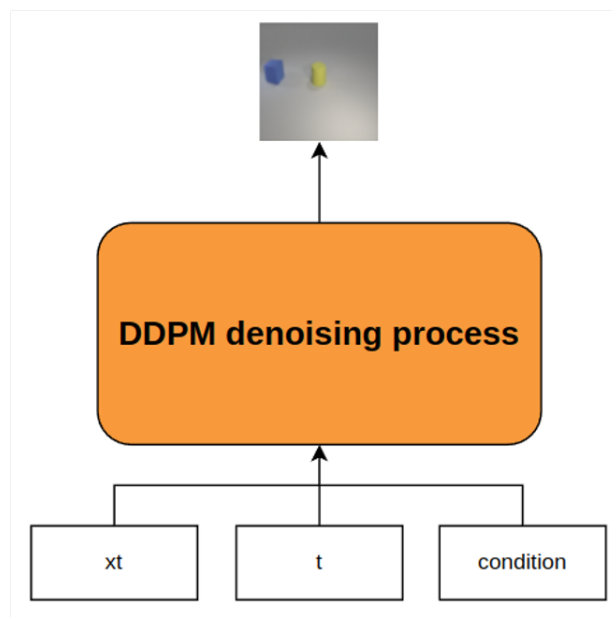 DDPM denoising process
xt
t
condition